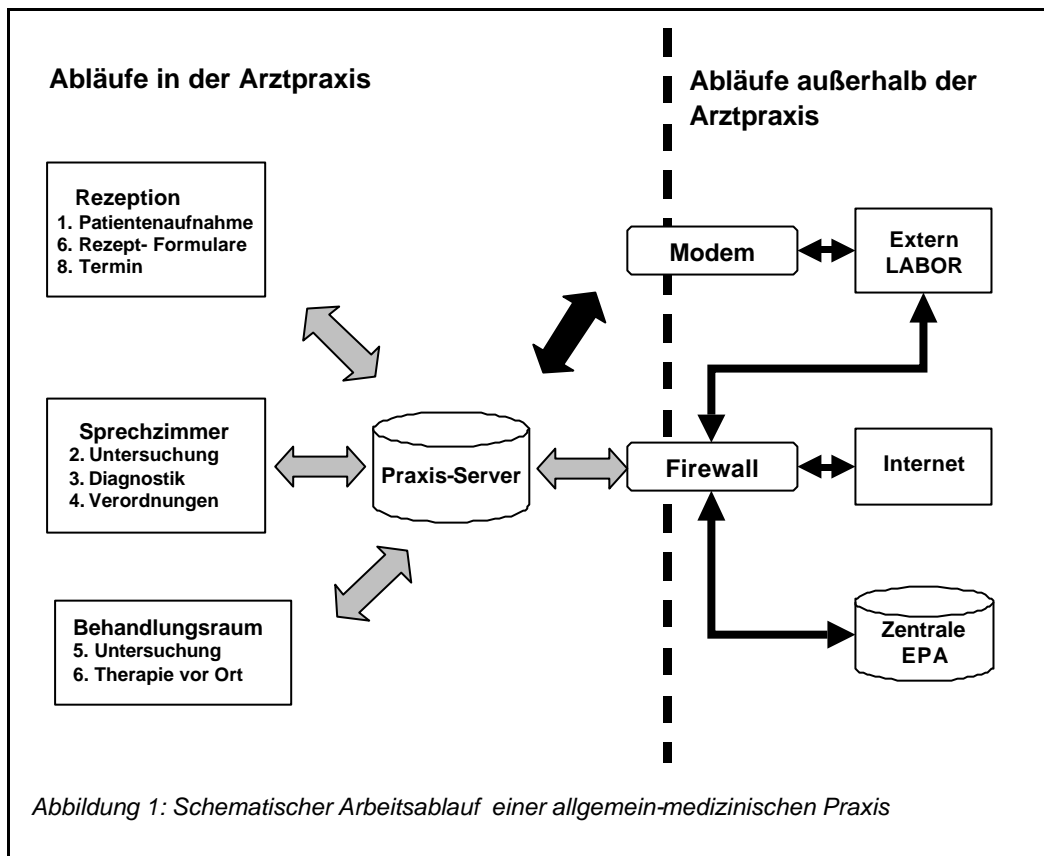 Abläufe in der Arztpraxis
Abläufe außerhalb der
Arztpraxis
Rezeption
1. Patientenaufnahme
6. Rezept- Formulare
8. Termin
Modem
Extern
LABOR
Sprechzimmer
2. Untersuchung
3. Diagnostik
4. Verordnungen
Praxis-Server
Firewall
Internet
Behandlungsraum
5. Untersuchung
6. Therapie vor Ort
Zentrale
EPA
Abbildung 1: Schematischer Arbeitsablauf einer allgemein-medizinischen Praxis